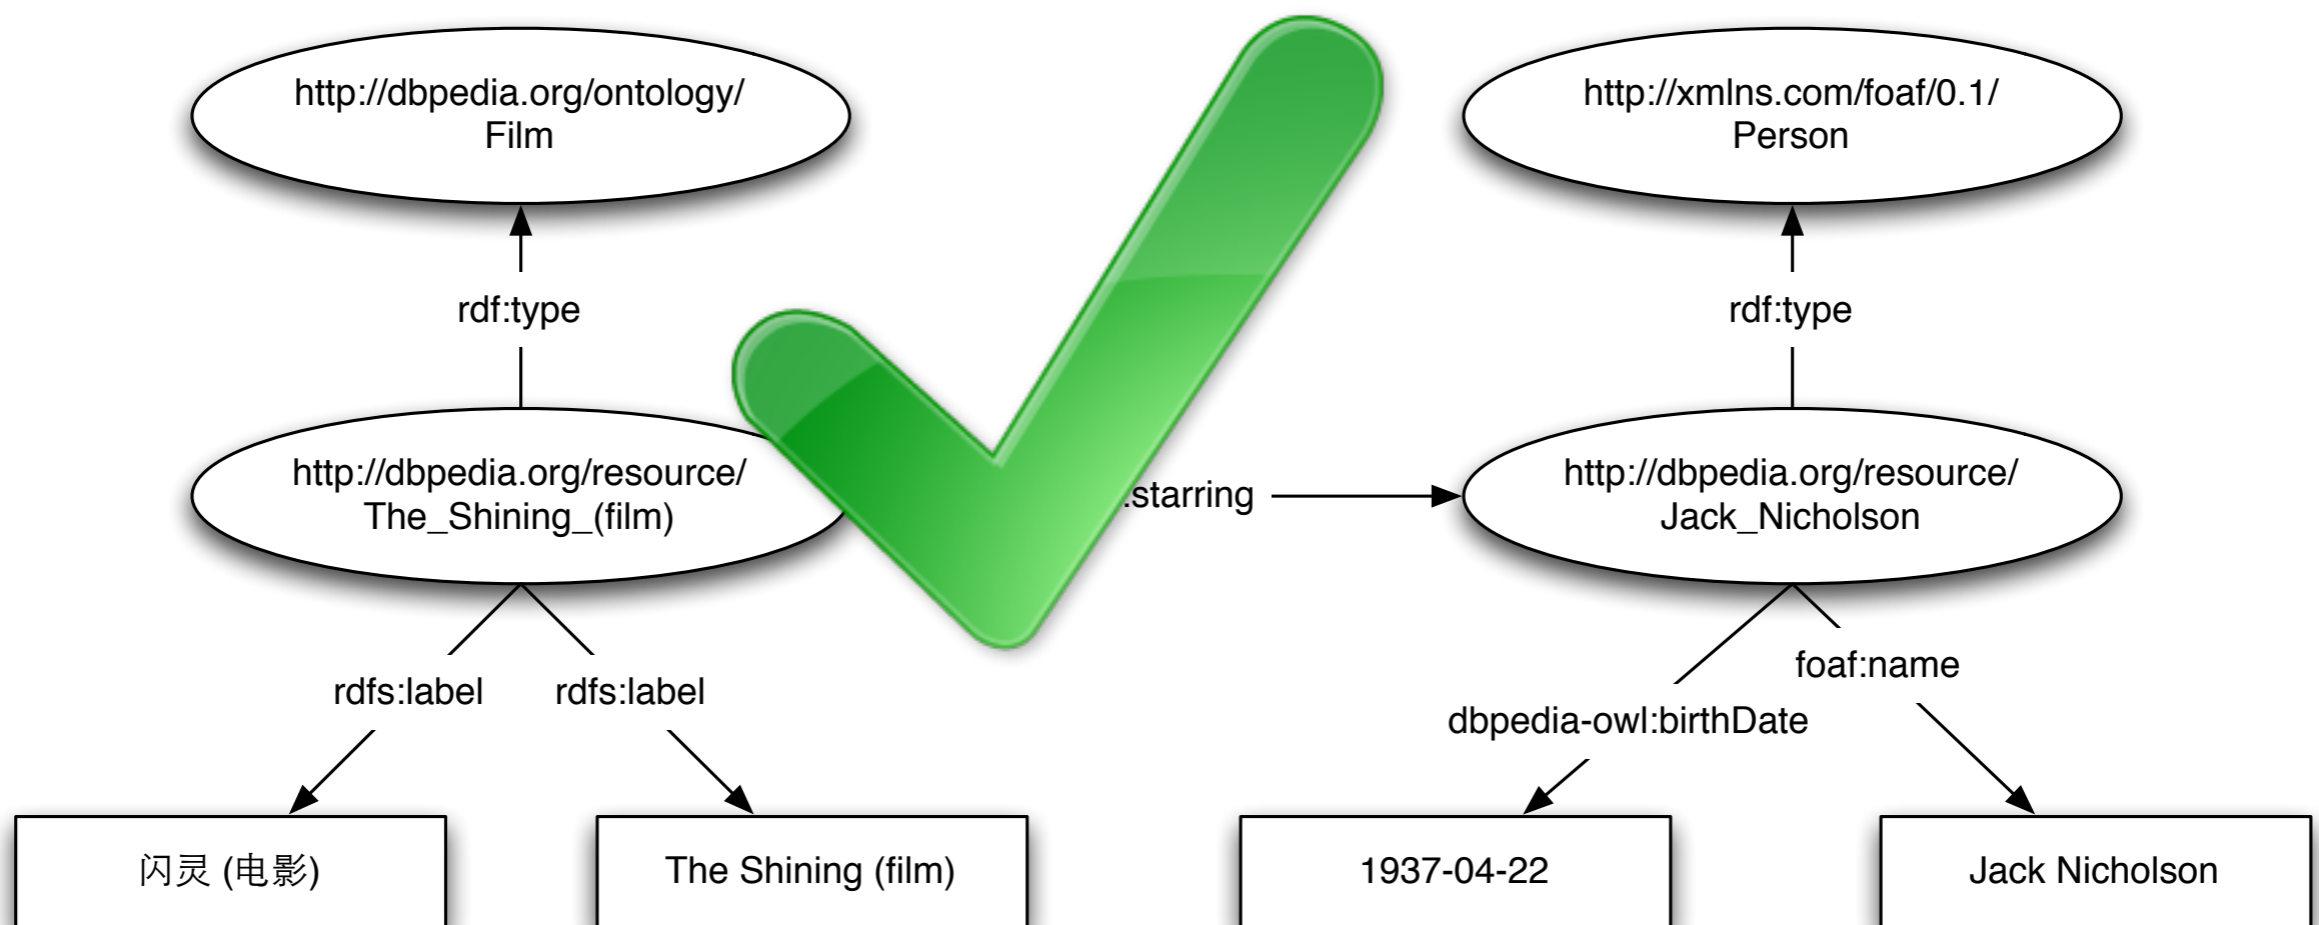 http://dbpedia.org/ontology/
Film
http://xmlns.com/foaf/0.1/
Person
rdf:type
rdf:type
http://dbpedia.org/resource/
The_Shining_(film)
:starring
http://dbpedia.org/resource/
Jack_Nicholson
rdfs:label
rdfs:label
foaf:name
dbpedia-owl:birthDate
闪灵 (电影)
The Shining (film)
1937-04-22
Jack Nicholson